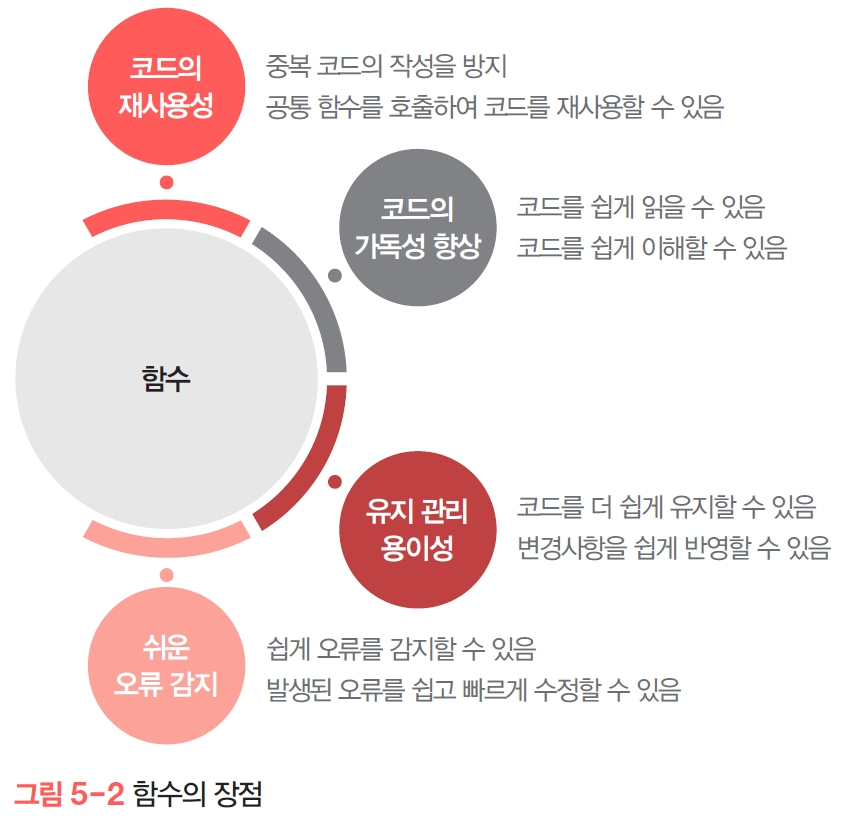 코드의
재사용성
중복 코드의 작성을 방지
공통 함수를 호출하여 코드를 재사용할 수 있음
코드의
가독성 향상
코드를 쉽게 읽을 수 있음
코드를 쉽게 이해할 수 있음
함수
유지 관리
용이성
코드를 더 쉽게 유지할 수 있음
변경사항을 쉽게 반영할 수 있음
쉬운
오류 감지
쉽게 오류를 감지할 수 있음
발생된 오류를 쉽고 빠르게 수정할 수 있음
그림 5-2 함수의 장점